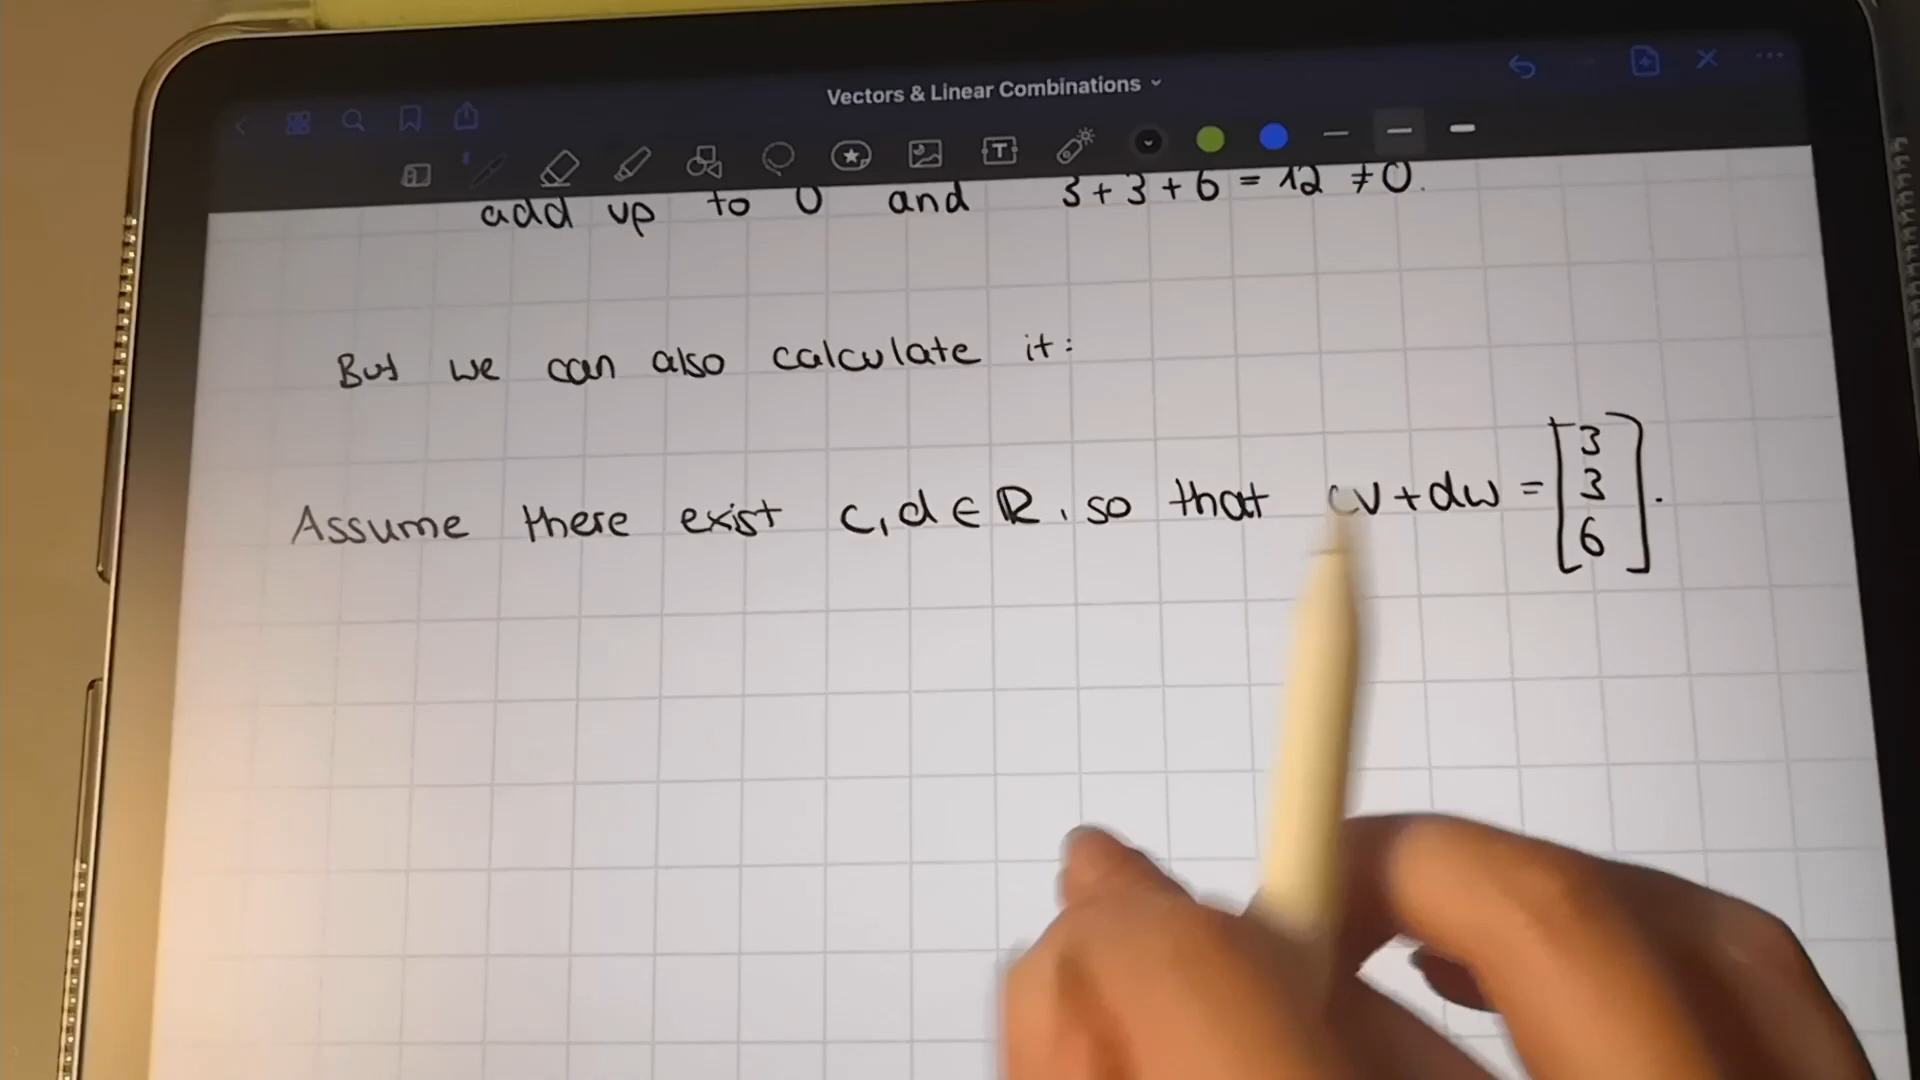 Vectors & Linear Combinations
add up to 0 and 3+3+6 = 12 ≠0.
But we can also calculate it:
Assume there exist c,d ∈ ℝ, so that cv+dw = [3 3 6].